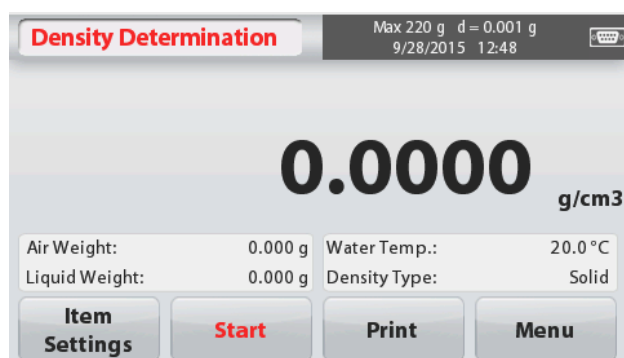 Density Determination
Max 220 g d = 0.001 g
9/28/2015 12:48
0.0000
g/cm3
Air Weight: 0.000 g
Liquid Weight: 0.000 g
Water Temp.: 20.0 °C
Density Type: Solid
Item
Settings
Start
Print
Menu